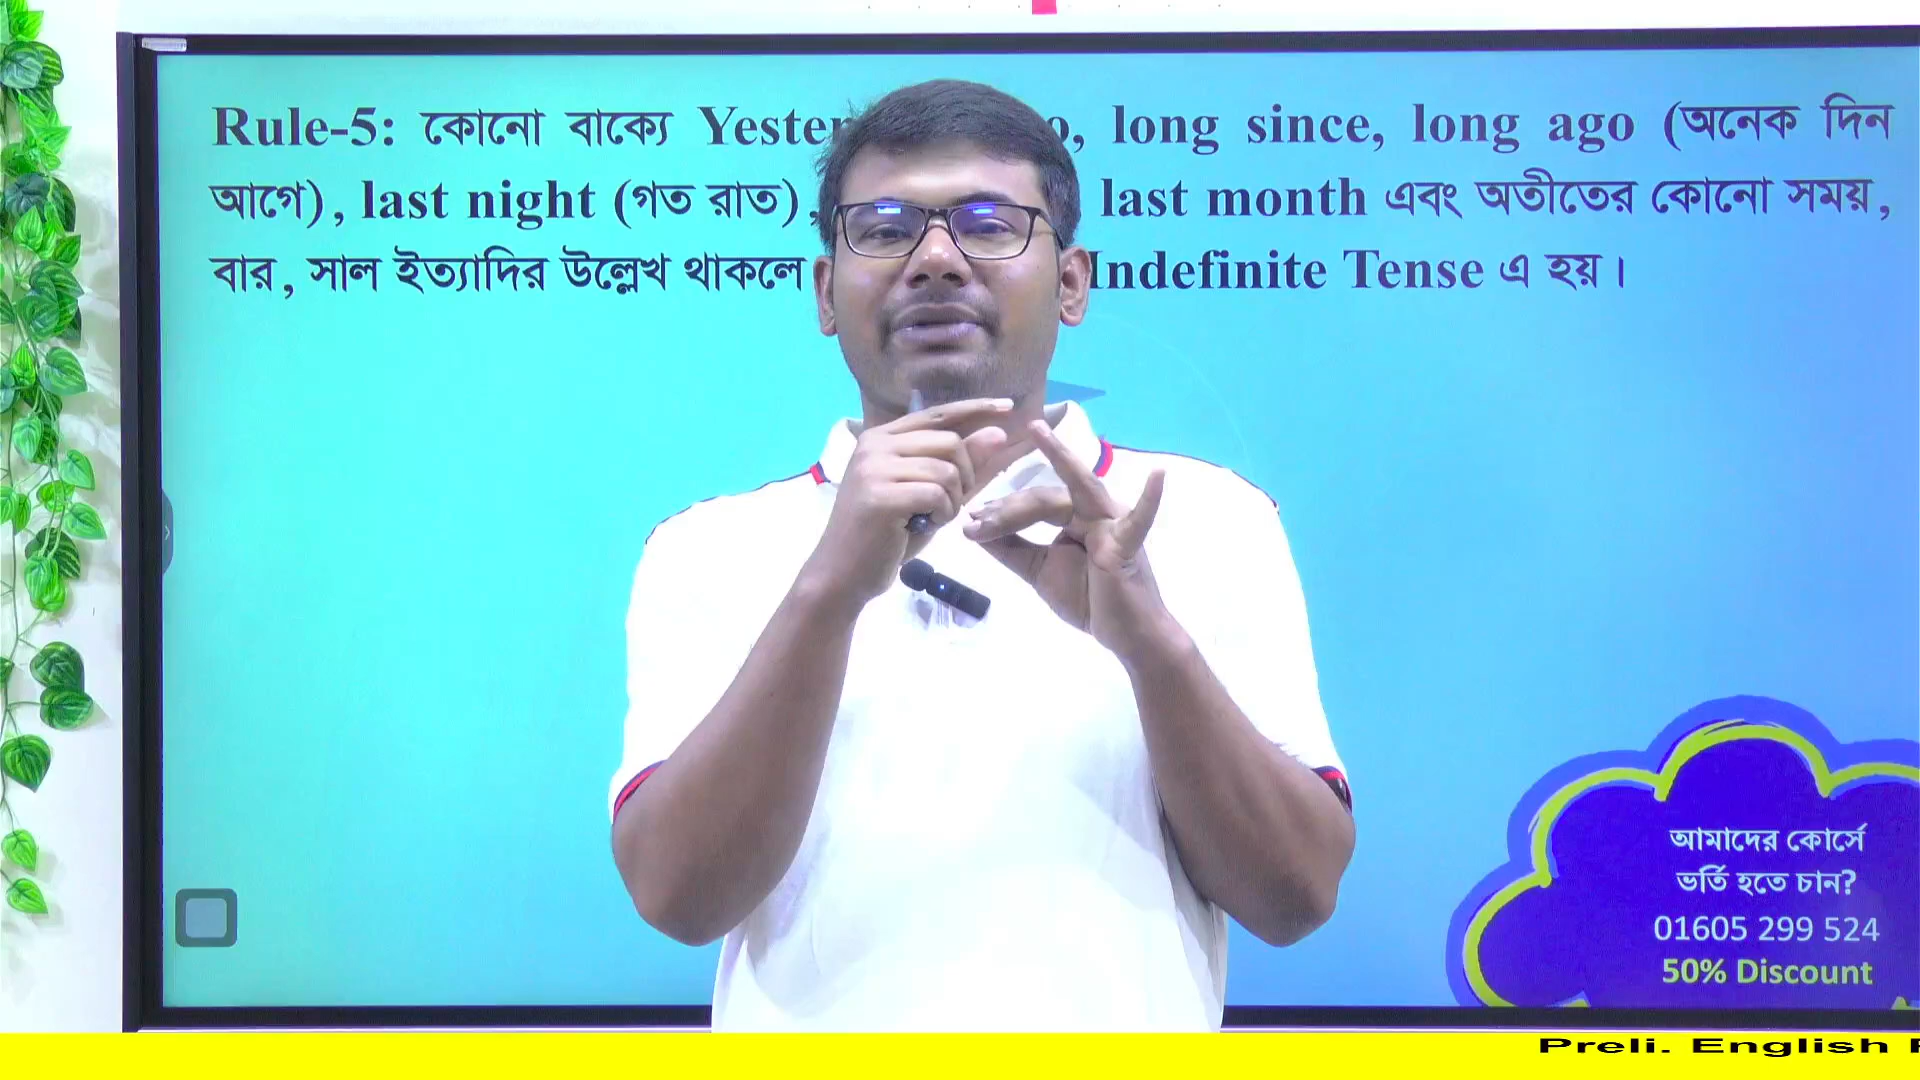 Rule-5: কোনো বাক্যে long since, long ago (অনেক দিন
আগে), last night (গত রাত), last month এবং অতীতের কোনো সময়,
বার, সাল ইত্যাদির উল্লেখ থাকলে Indefinite Tense এ হয়।
আমাদের কোর্সে
ভর্তি হতে চান?
01605 299 524
50% Discount
Preli. English